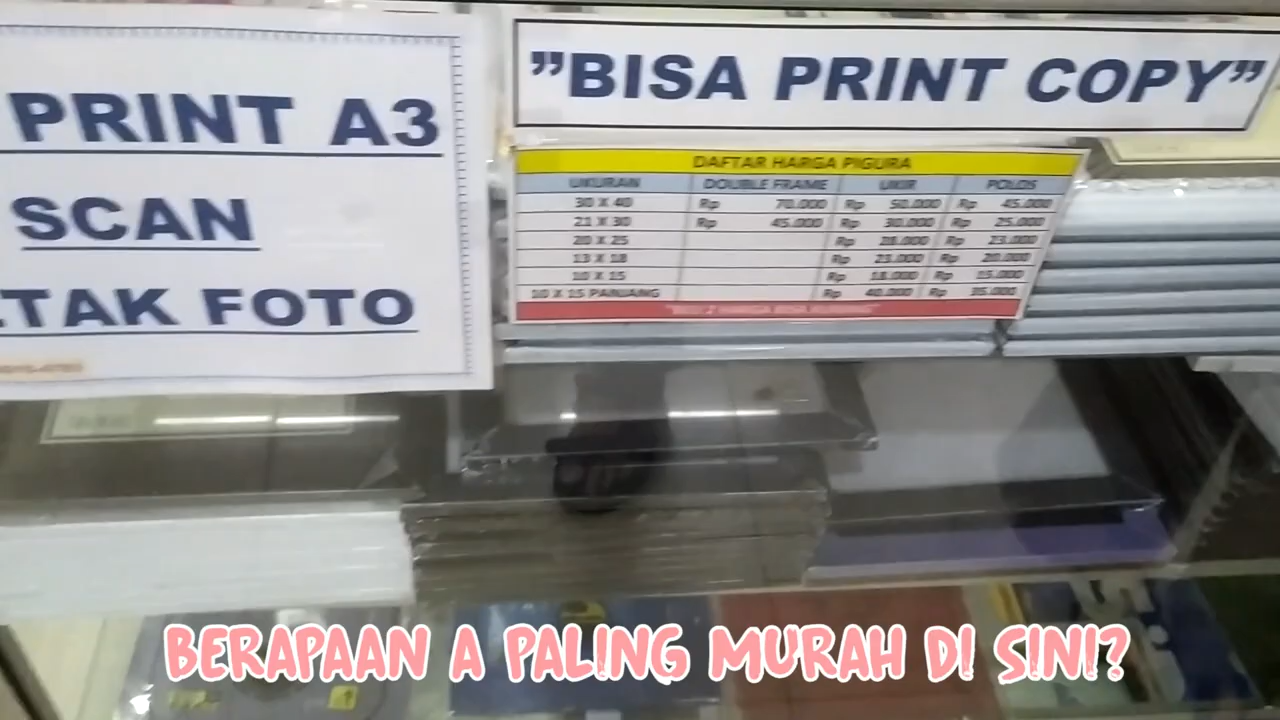 PRINT A3
SCAN
TAK FOTO
"BISA PRINT COPY"
DAFTAR HARGA PIGURA
UKURAN DOUBLE FRAME UKIR POLOS
30 X 40 Rp 70.000 Rp 50.000 Rp 45.000
21 X 30 Rp 45.000 Rp 30.000 Rp 25.000
20 X 25 Rp 28.000 Rp 23.000
13 X 18 Rp 23.000 Rp 20.000
10 X 15 Rp 18.000 Rp 15.000
10 X 15 PANJANG Rp 40.000 Rp 35.000
BERAPAAN A PALING MURAH DI SINI?